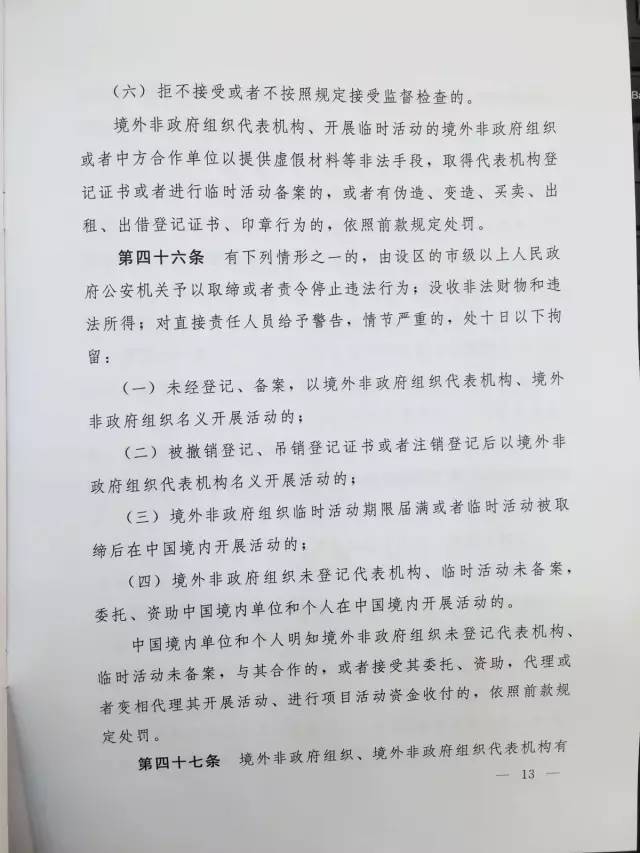 （六）拒不接受或者不按照规定接受监督检查的。
境外非政府组织代表机构、开展临时活动的境外非政府组织
或者中方合作单位以提供虚假材料等非法手段，取得代表机构登
记证书或者进行临时活动备案的，或者有伪造、变造、买卖、出
租、出借登记证书、印章行为的，依照前款规定处罚。
第四十六条 有下列情形之一的，由设区的市级以上人民政
府公安机关予以取缔或者责令停止违法行为；没收非法财物和违
法所得；对直接责任人员给予警告，情节严重的，处十日以下拘
留：
（一）未经登记、备案，以境外非政府组织代表机构、境外
非政府组织名义开展活动的；
（二）被撤销登记、吊销登记证书或者注销登记后以境外非
政府组织代表机构名义开展活动的；
（三）境外非政府组织临时活动期限届满或者临时活动被取
缔后在中国境内开展活动的；
（四）境外非政府组织未登记代表机构、临时活动未备案，
委托、资助中国境内单位和个人在中国境内开展活动的。
中国境内单位和个人明知境外非政府组织未登记代表机构、
临时活动未备案，与其合作的，或者接受其委托、资助，代理或
者变相代理其开展活动、进行项目活动资金收付的，依照前款规
定处罚。
第四十七条 境外非政府组织、境外非政府组织代表机构有
— 13 —
Ba